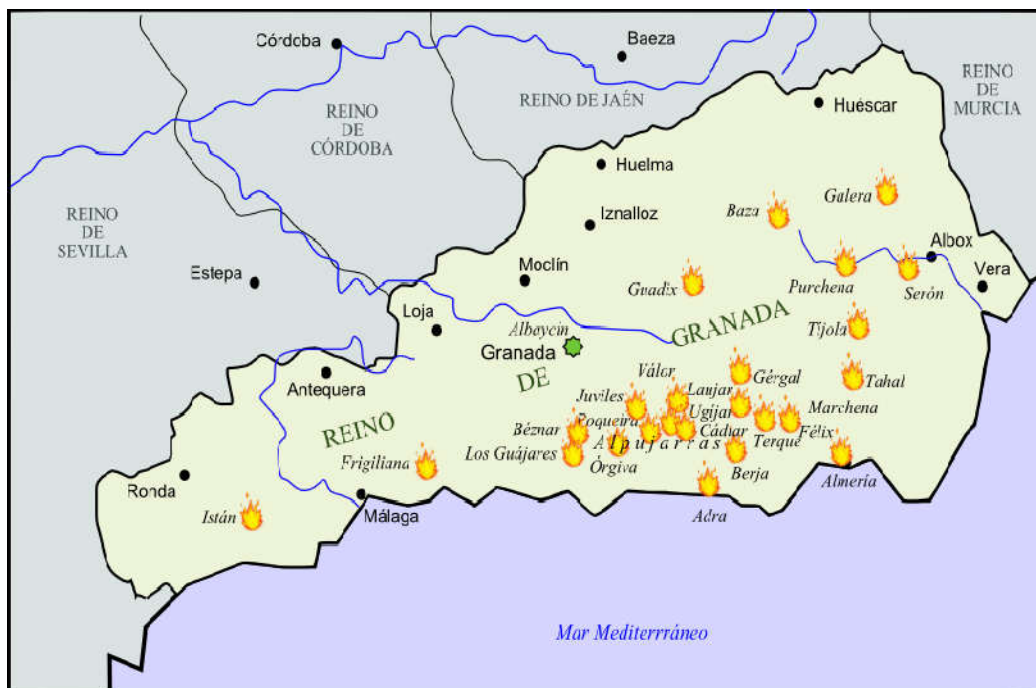 Córdoba
Baeza
REINO
DE
MURCIA
REINO DE JAÉN
REINO
DE
CÓRDOBA
Huéscar
Huelma
Galera
Baza
REINO
DE
SEVILLA
Iznalloz
Albox
Estepa
Moclín
Vera
Guadix
Purchena
Serón
Loja
Albaycin
GRANADA
Tíjola
Granada
DE
Antequera
Válor
Gérgal
Tahal
Juviles
Laujar
Marchena
REINO
Béznar
Poqueira
Ugíjar
Cádiar
Terque
Félix
Alpujarras
Los Guájares
Frigiliana
Órgiva
Berja
Almería
Ronda
Istán
Málaga
Adra
Mar Mediterrráneo